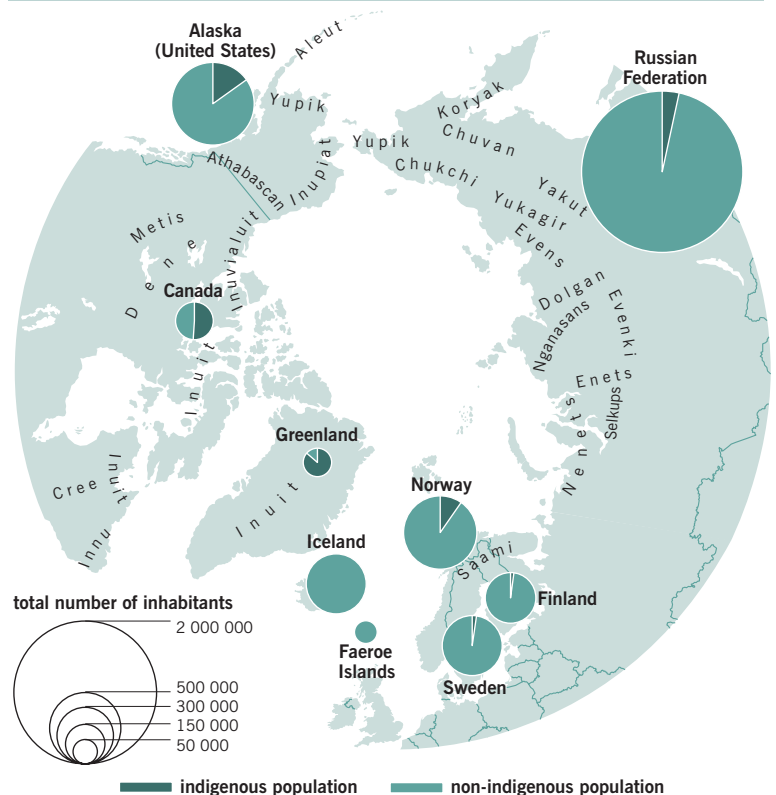 Alaska
(United States)
Aleut
Russian
Federation
Yupik
Koryak
Yupik
Chuvan
Chukchi
Athabascan
Inupiat
Yakut
Yukagir
Evens
Metis
Dene
Inuvialuit
Canada
Dolgan
Nganasans
Evenki
Inuit
Enets
Selkups
Nenets
Greenland
Inuit
Cree
Inuit
Innu
Norway
Saami
Iceland
Finland
Faeroe
Islands
Sweden
total number of inhabitants
2 000 000
500 000
300 000
150 000
50 000
indigenous population
non-indigenous population